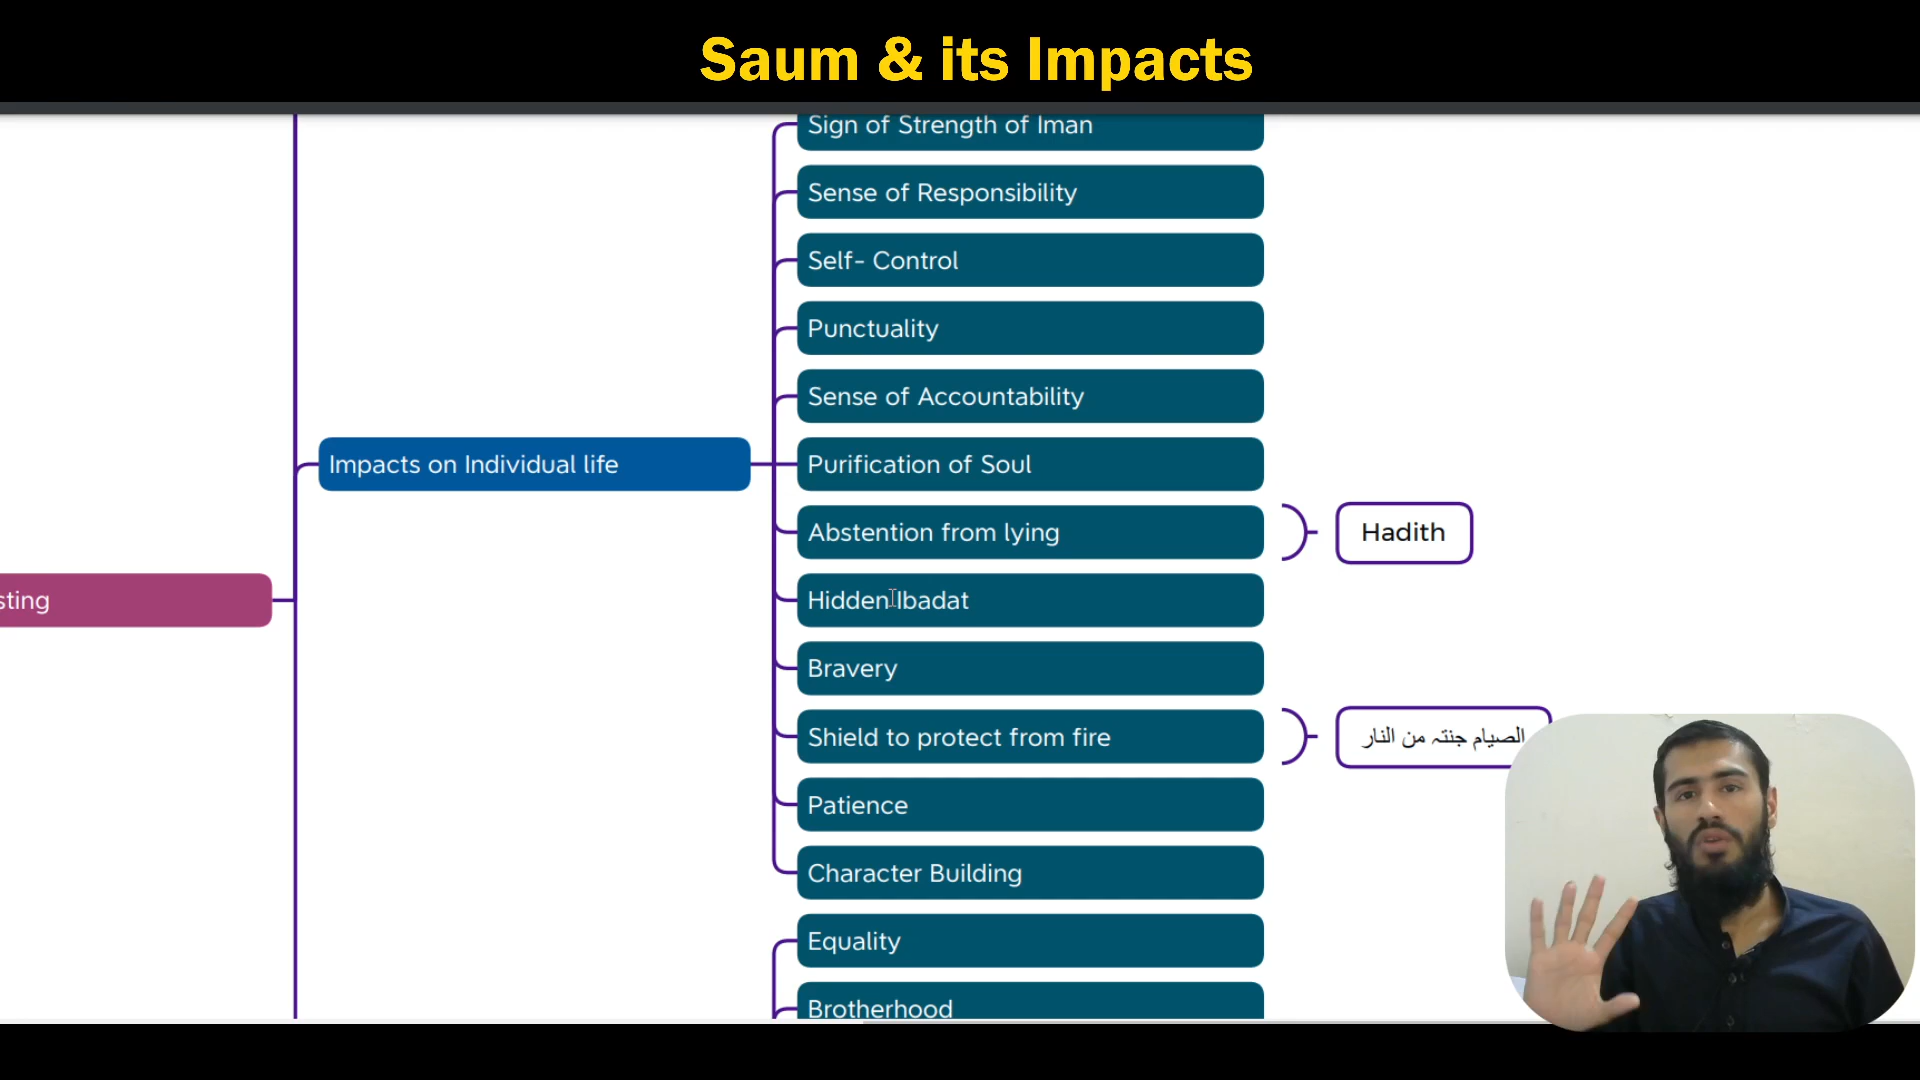 Saum & its Impacts
Sign of Strength of Iman
Sense of Responsibility
Self- Control
Punctuality
Sense of Accountability
Impacts on Individual life
Purification of Soul
Abstention from lying
Hadith
sting
Hidden Ibadat
Bravery
Shield to protect from fire
الصيام جنتہ من النار
Patience
Character Building
Equality
Brotherhood